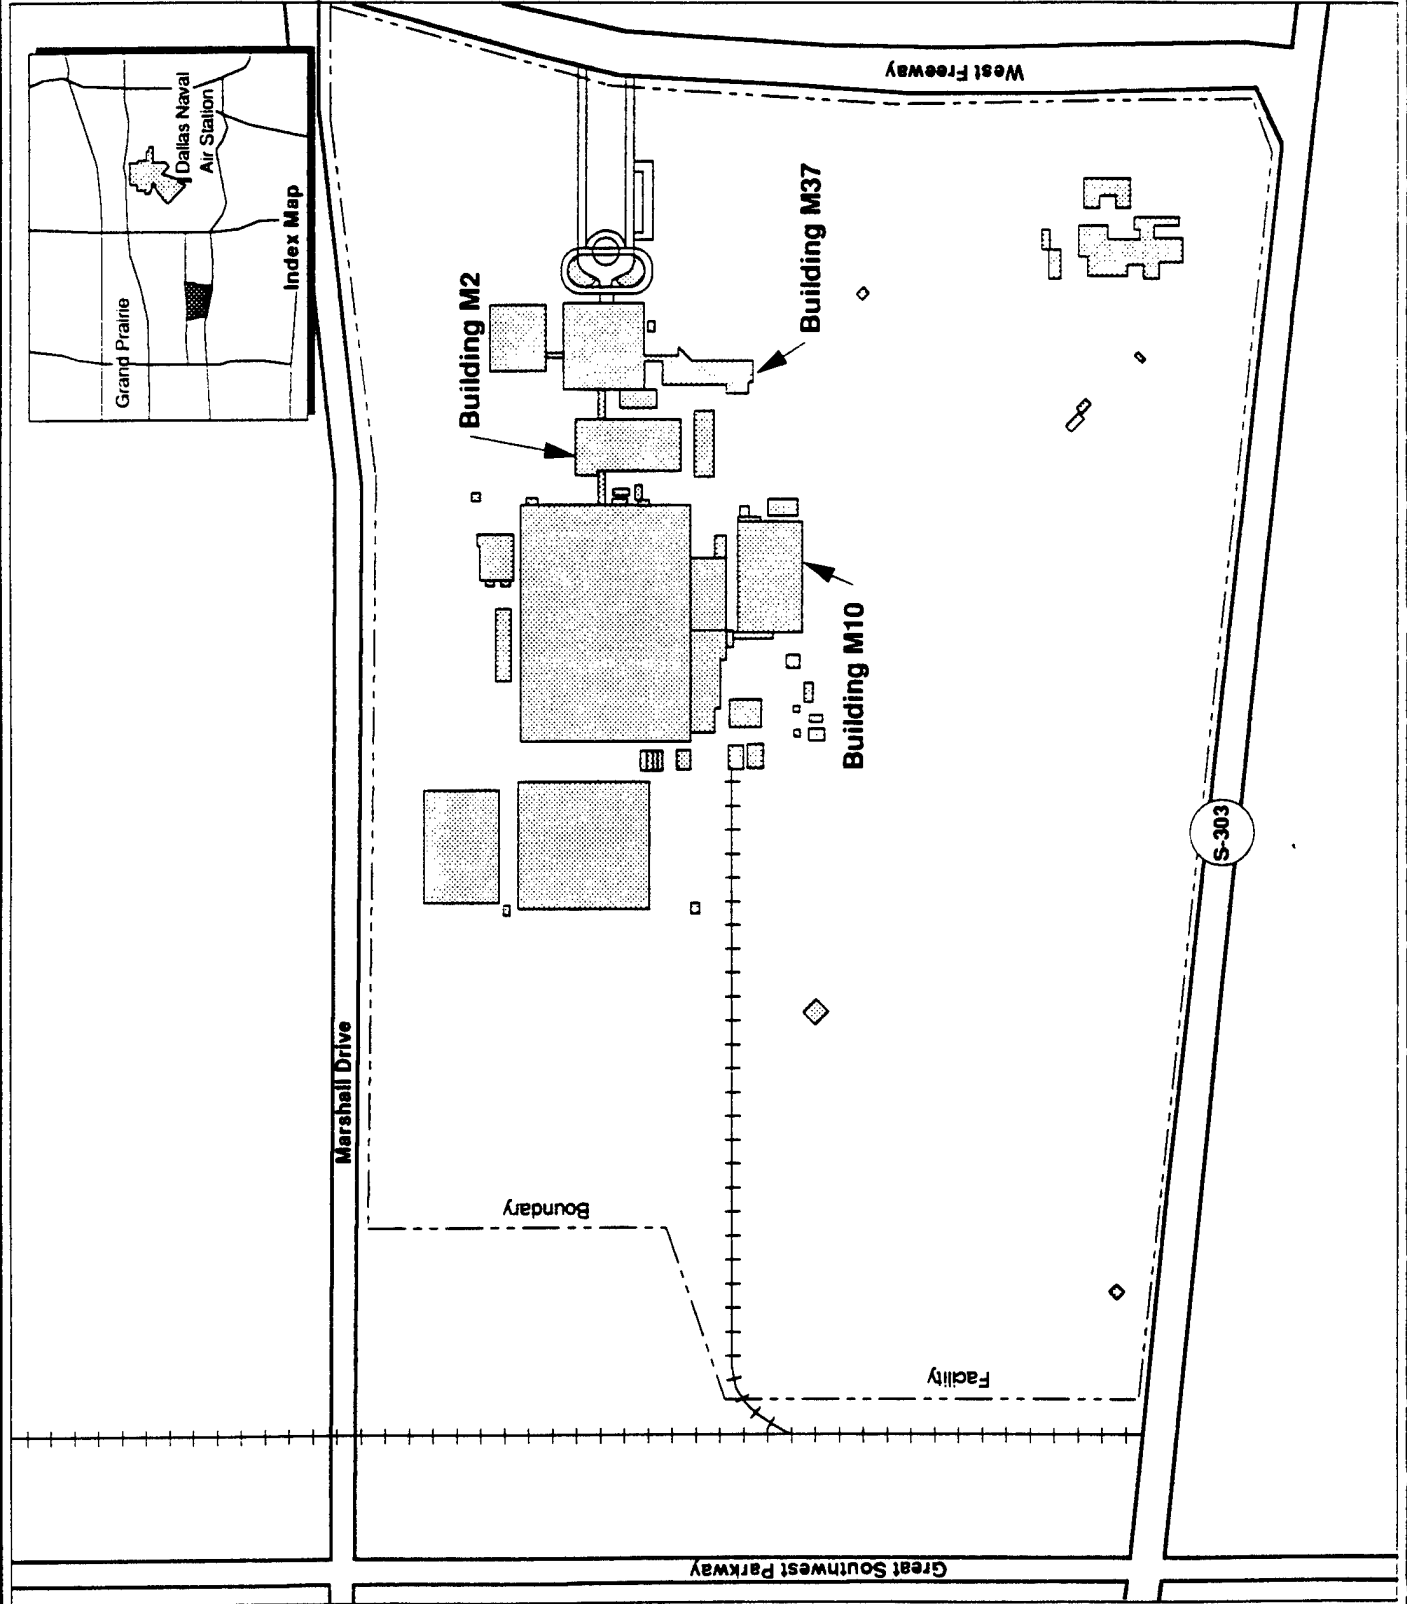 Grand Prairie
Dallas Naval
Air Station
Index Map
Marshall Drive
West Freeway
Building M2
Building M37
Building M10
S-303
Boundary
Facility
Great Southwest Parkway